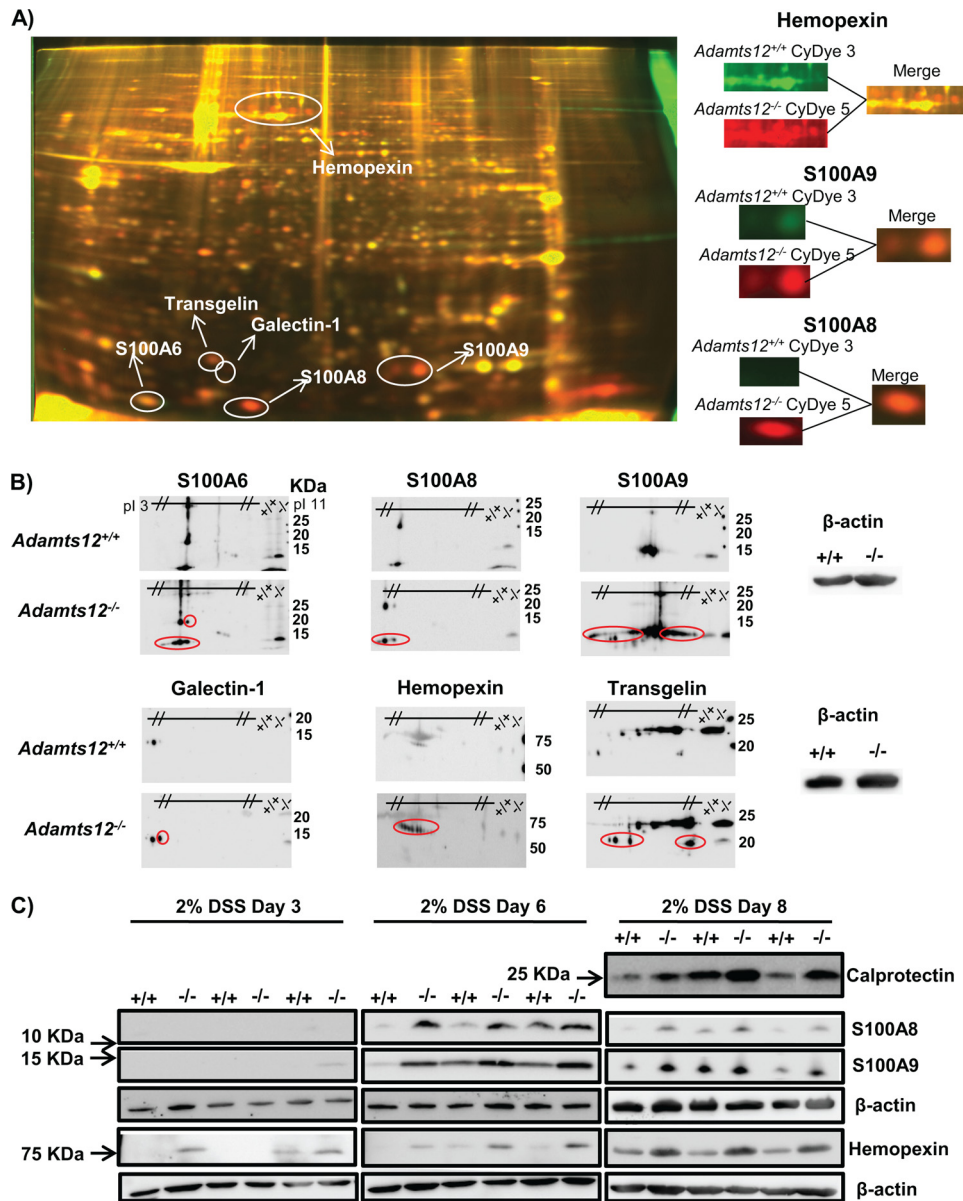 A)
Hemopexin
Adamts12+/+ CyDye 3
Merge
Adamts12-/- CyDye 5
Hemopexin
S100A9
Adamts12+/+ CyDye 3
Merge
Adamts12-/- CyDye 5
Transgelin
Galectin-1
S100A6
S100A8
S100A9
S100A8
Adamts12+/+ CyDye 3
Merge
Adamts12-/- CyDye 5
B)
S100A6 KDa S100A8 S100A9
pI 3 // // +/+ -/- pI 11
// // +/+ -/-
// // +/+ -/-
Adamts12+/+
25 20 15
25 20 15
25 20 15
β-actin
+/+ -/-
Adamts12-/-
// // +/+ -/-
// // +/+ -/-
// // +/+ -/-
25 20 15
25 20 15
25 20 15
Galectin-1 Hemopexin Transgelin
// // +/+ -/-
// // +/+ -/-
// // +/+ -/-
Adamts12+/+
20 15
75 50
25 20
β-actin
+/+ -/-
Adamts12-/-
// // +/+ -/-
// // +/+ -/-
// // +/+ -/-
20 15
75 50
25 20
C)
2% DSS Day 3 2% DSS Day 6 2% DSS Day 8
+/+ -/- +/+ -/- +/+ -/-
25 KDa Calprotectin
+/+ -/- +/+ -/- +/+ -/- +/+ -/- +/+ -/- +/+ -/-
10 KDa S100A8
15 KDa S100A9
β-actin
75 KDa Hemopexin
β-actin